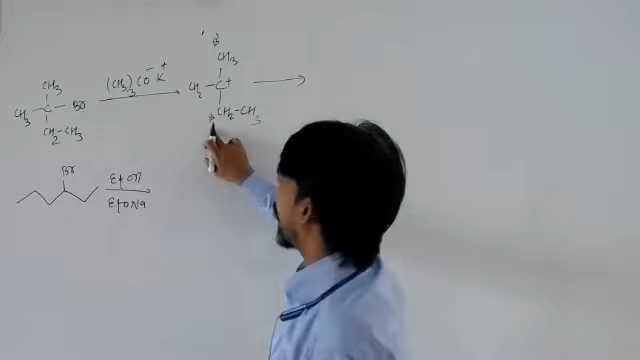 β
CH₃
CH₃
(CH₃)₃CO⁻K⁺
CH₂ – C⁺
CH₃ – C – Br
CH₂–CH₃
β CH₂–CH₃
Br
EtOH
EtONa